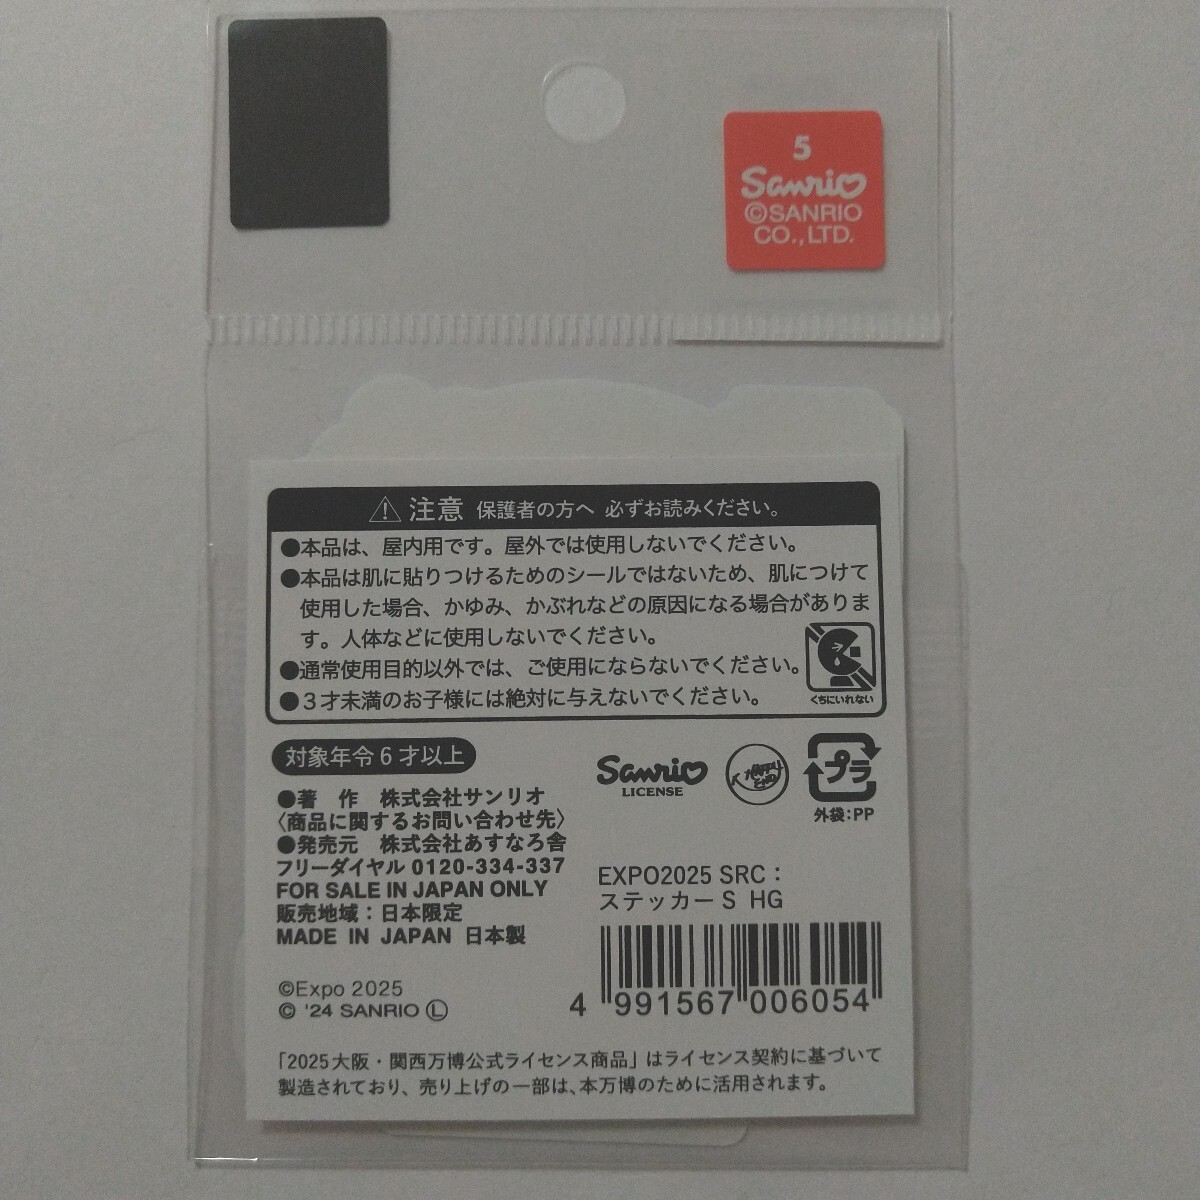 5
Sanrio
©SANRIO
CO.,LTD.
注意 保護者の方へ 必ずお読みください。
●本品は、屋内用です。屋外では使用しないでください。
●本品は肌に貼りつけるためのシールではないため、肌につけて
使用した場合、かゆみ、かぶれなどの原因になる場合がありま
す。人体などに使用しないでください。
●通常使用目的以外では、ご使用にならないでください。
●3才未満のお子様には絶対に与えないでください。
くちにいれない
対象年令6才以上
●著 作 株式会社サンリオ
〈商品に関するお問い合わせ先〉
●発売元 株式会社あすなろ舎
フリーダイヤル 0120-334-337
FOR SALE IN JAPAN ONLY
販売地域：日本限定
MADE IN JAPAN 日本製
©Expo 2025
© '24 SANRIO Ⓛ
Sanrio
LICENSE
プラ
外袋:PP
EXPO2025 SRC：
ステッカー S HG
4 991567 006054
「2025大阪・関西万博公式ライセンス商品」はライセンス契約に基づいて
製造されており、売り上げの一部は、本万博のために活用されます。